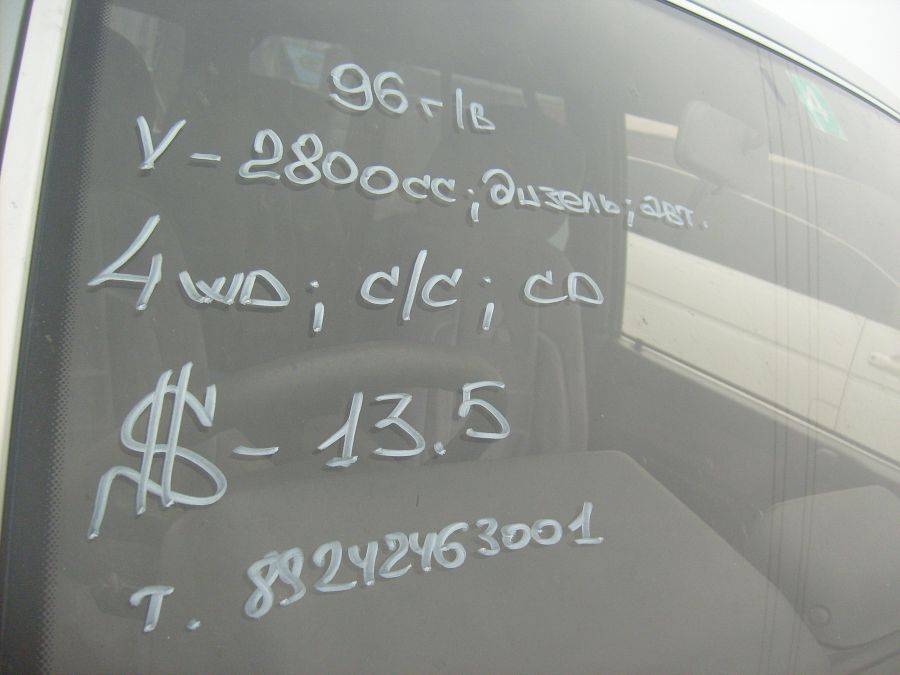 96 г/в
V - 2800cc; дизель; авт.
4WD; c/c; CD
$ - 13.5
т. 89242463001